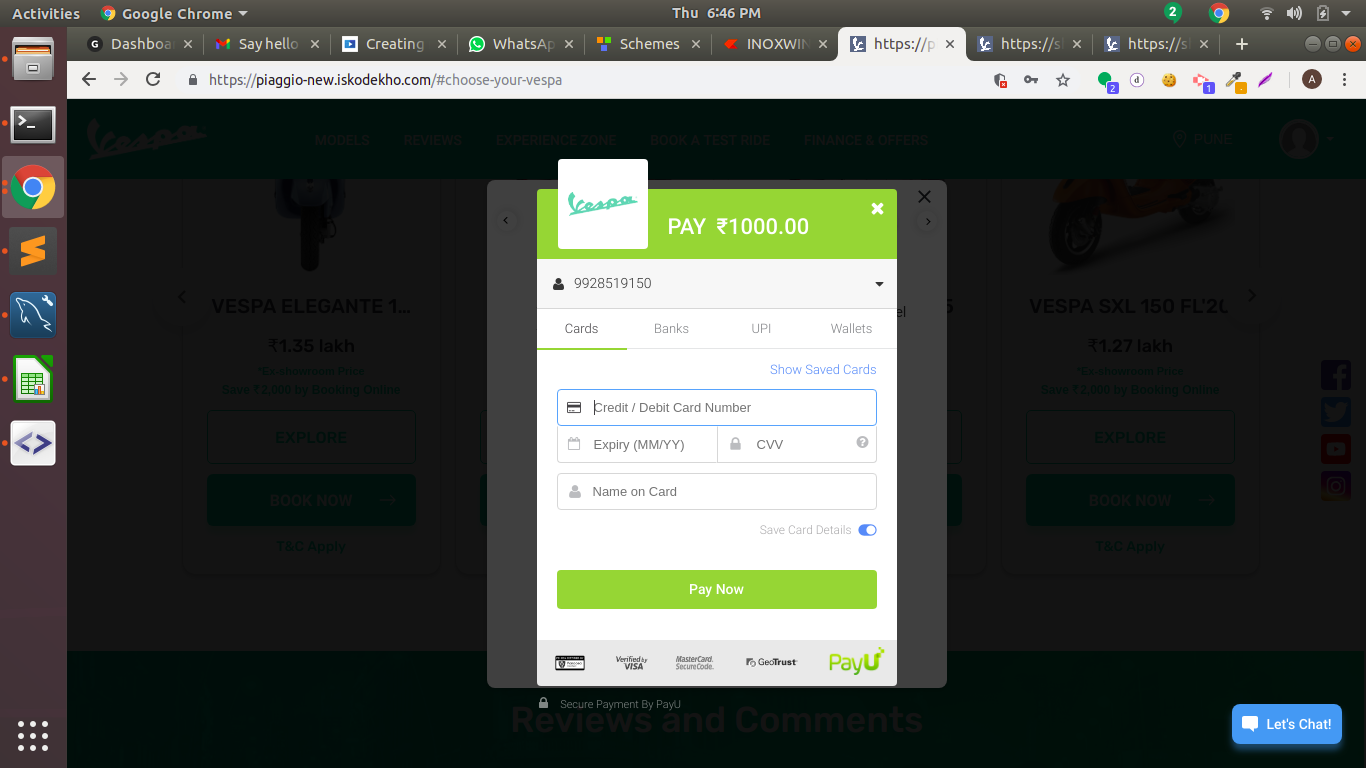 Activities
Google Chrome
Thu 6:46 PM
2
G Dashboa
Say hello
Creating
WhatsAp
Schemes
INOXWIN
https://p
https://s
https://s
https://piaggio-new.iskodekho.com/#choose-your-vespa
2
d
1
A
Vespa
MODELS
REVIEWS
EXPERIENCE ZONE
BOOK A TEST RIDE
FINANCE & OFFERS
PUNE
Vespa
PAY ₹1000.00
9928519150
Cards
Banks
UPI
Wallets
Show Saved Cards
Credit / Debit Card Number
Expiry (MM/YY)
CVV
Name on Card
Save Card Details
Pay Now
Verified by VISA
MasterCard. SecureCode.
GeoTrust
PayU
Secure Payment By PayU
VESPA ELEGANTE 1...
₹1.35 lakh
*Ex-showroom Price
Save ₹ 2,000 by Booking Online
EXPLORE
BOOK NOW
T&C Apply
el
5
VESPA SXL 150 FL'20
₹1.27 lakh
*Ex-showroom Price
Save ₹ 2,000 by Booking Online
EXPLORE
BOOK NOW
T&C Apply
Reviews and Comments
Let's Chat!